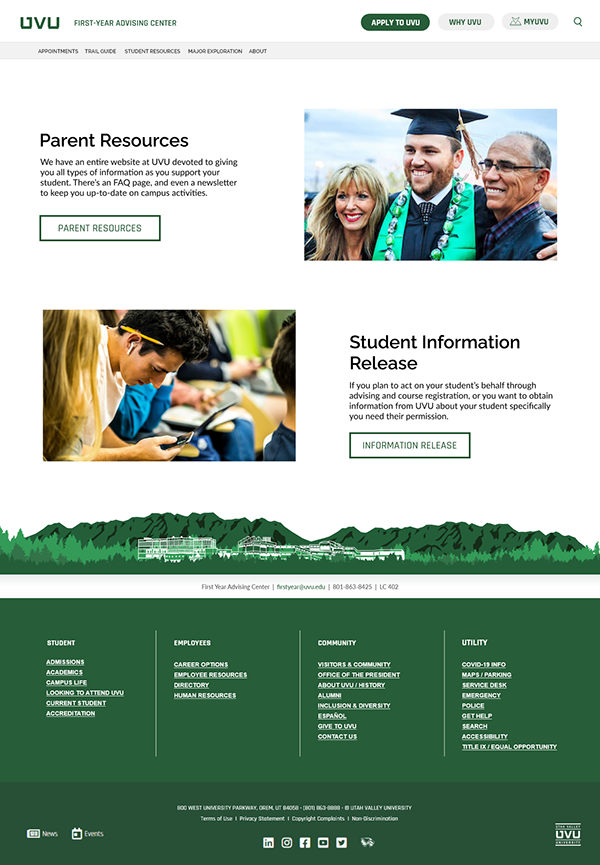 UVU FIRST-YEAR ADVISING CENTER APPLY TO UVU WHY UVU MYUVU
APPOINTMENTS TRAIL GUIDE STUDENT RESOURCES MAJOR EXPLORATION ABOUT
Parent Resources
We have an entire website at UVU devoted to giving
you all types of information as you support your
student. There's an FAQ page, and even a newsletter
to keep you up-to-date on campus activities.
PARENT RESOURCES
Student Information
Release
If you plan to act on your student's behalf through
advising and course registration, or you want to obtain
information from UVU about your student specifically
you need their permission.
INFORMATION RELEASE
First Year Advising Center | firstyear@uvu.edu | 801-863-8425 | LC 402
STUDENT
ADMISSIONS
ACADEMICS
CAMPUS LIFE
LOOKING TO ATTEND UVU
CURRENT STUDENT
ACCREDITATION
EMPLOYEES
CAREER OPTIONS
EMPLOYEE RESOURCES
DIRECTORY
HUMAN RESOURCES
COMMUNITY
VISITORS & COMMUNITY
OFFICE OF THE PRESIDENT
ABOUT UVU / HISTORY
ALUMNI
INCLUSION & DIVERSITY
ESPAÑOL
GIVE TO UVU
CONTACT US
UTILITY
COVID-19 INFO
MAPS / PARKING
SERVICE DESK
EMERGENCY
POLICE
GET HELP
SEARCH
ACCESSIBILITY
TITLE IX / EQUAL OPPORTUNITY
800 WEST UNIVERSITY PARKWAY, OREM, UT 84058 · (801) 863-8888 · © UTAH VALLEY UNIVERSITY
Terms of Use | Privacy Statement | Copyright Complaints | Non-Discrimination
News Events
UTAH VALLEY
UVU
UNIVERSITY